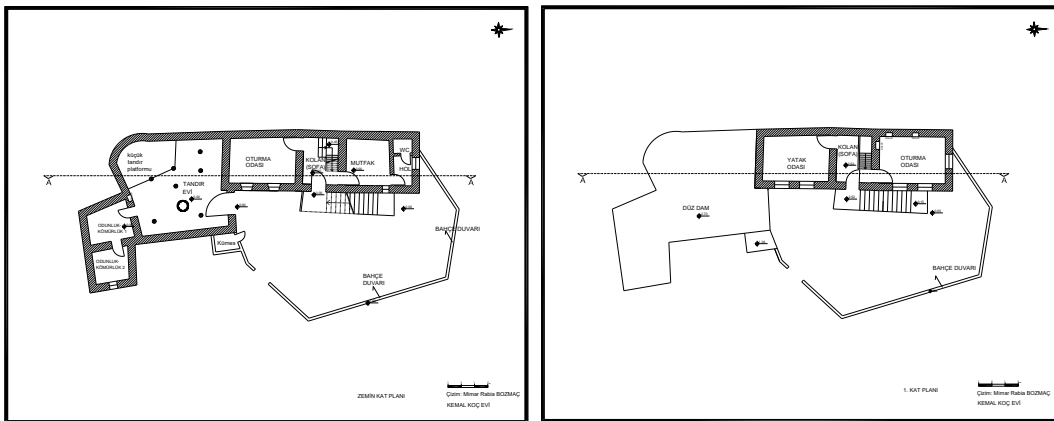 küçük
tandır
platformu
TANDIR
EVİ
OTURMA
ODASI
KOLAN
(SOFA)
MUTFAK
WC
HOL
A
A
ODUNLUK-
KÖMÜRLÜK 1
ODUNLUK-
KÖMÜRLÜK 2
Kümes
BAHÇE DUVARI
BAHÇE
DUVARI
ZEMİN KAT PLANI
Çizim: Mimar Rabia BOZMAÇ
KEMAL KOÇ EVİ
YATAK
ODASI
KOLAN
(SOFA)
OTURMA
ODASI
A
A
DÜZ DAM
BAHÇE DUVARI
1. KAT PLANI
Çizim: Mimar Rabia BOZMAÇ
KEMAL KOÇ EVİ